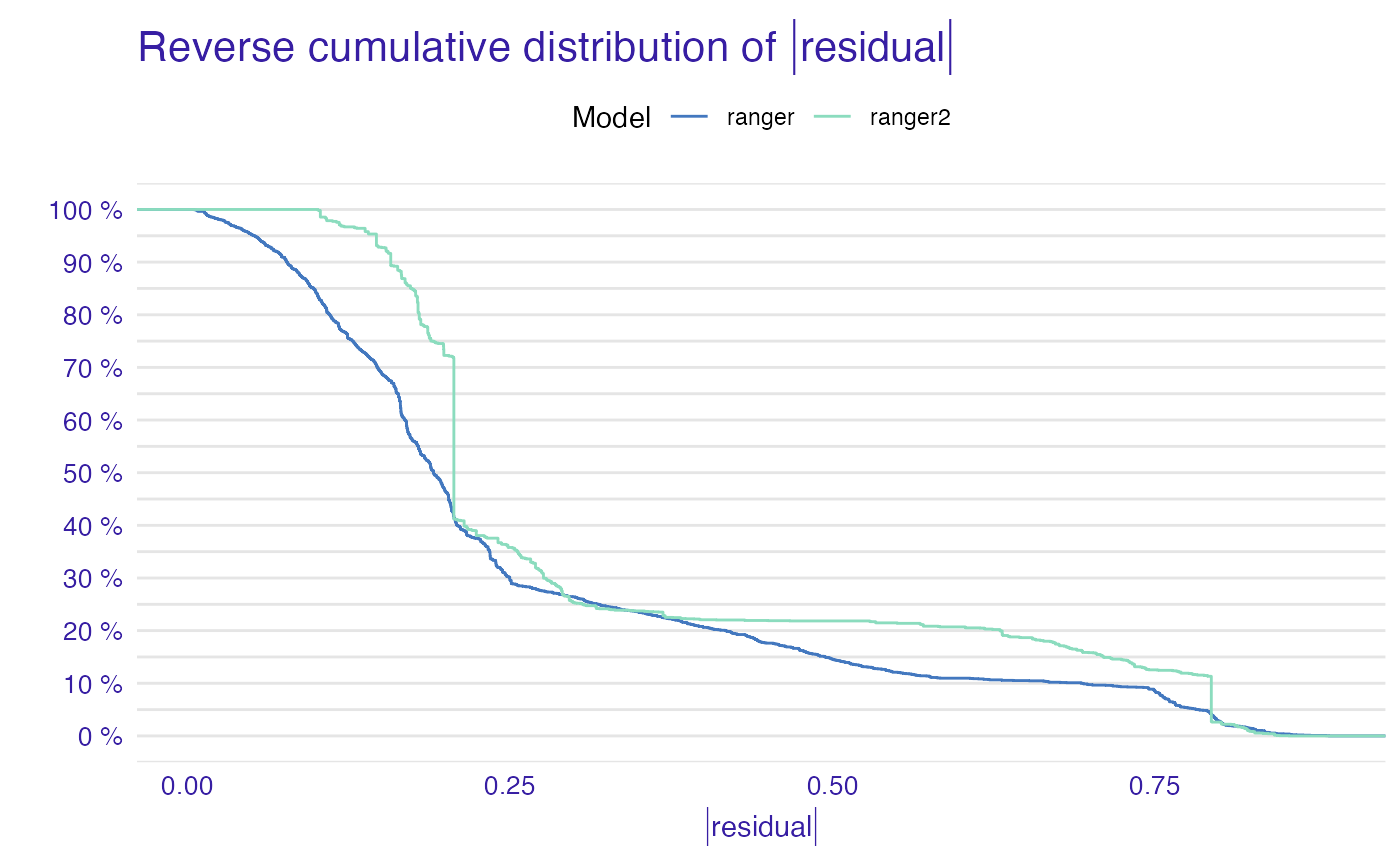 Reverse cumulative distribution of |residual|
Model ranger ranger2
100 %
90 %
80 %
70 %
60 %
50 %
40 %
30 %
20 %
10 %
0 %
0.00 0.25 0.50 0.75
|residual|